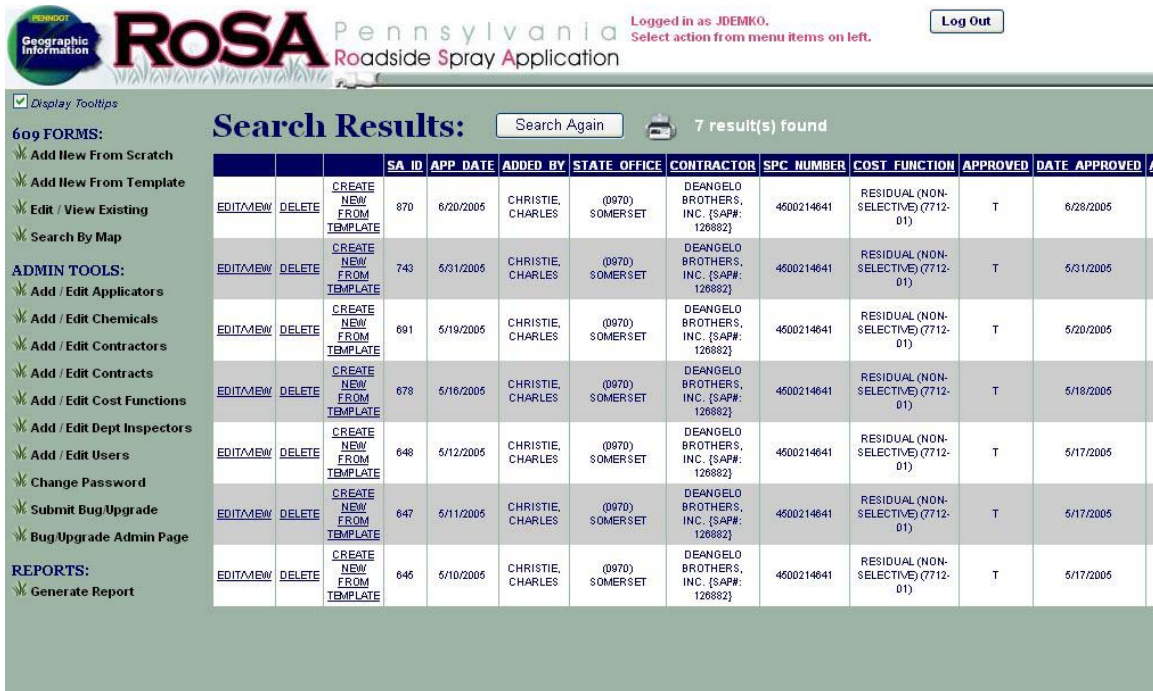 PENNDOT
Geographic
Information
RoSA
Pennsylvania
Roadside Spray Application
Logged in as JDEMKO.
Select action from menu items on left.
Log Out
Display Tooltips
609 FORMS:
Add New From Scratch
Add New From Template
Edit / View Existing
Search By Map
ADMIN TOOLS:
Add / Edit Applicators
Add / Edit Chemicals
Add / Edit Contractors
Add / Edit Contracts
Add / Edit Cost Functions
Add / Edit Dept Inspectors
Add / Edit Users
Change Password
Submit Bug/Upgrade
Bug/Upgrade Admin Page
REPORTS:
Generate Report
Search Results:
Search Again
7 result(s) found
SA ID APP DATE ADDED BY STATE OFFICE CONTRACTOR SPC NUMBER COST FUNCTION APPROVED DATE APPROVED
EDIT/VIEW DELETE CREATE NEW FROM TEMPLATE 870 6/20/2005 CHRISTIE, CHARLES (0970) SOMERSET DEANGELO BROTHERS, INC. {SAP#: 126882} 4500214641 RESIDUAL (NON-SELECTIVE) (7712-01) T 6/28/2005
EDIT/VIEW DELETE CREATE NEW FROM TEMPLATE 743 5/31/2005 CHRISTIE, CHARLES (0970) SOMERSET DEANGELO BROTHERS, INC. {SAP#: 126882} 4500214641 RESIDUAL (NON-SELECTIVE) (7712-01) T 5/31/2005
EDIT/VIEW DELETE CREATE NEW FROM TEMPLATE 691 5/19/2005 CHRISTIE, CHARLES (0970) SOMERSET DEANGELO BROTHERS, INC. {SAP#: 126882} 4500214641 RESIDUAL (NON-SELECTIVE) (7712-01) T 5/20/2005
EDIT/VIEW DELETE CREATE NEW FROM TEMPLATE 678 5/16/2005 CHRISTIE, CHARLES (0970) SOMERSET DEANGELO BROTHERS, INC. {SAP#: 126882} 4500214641 RESIDUAL (NON-SELECTIVE) (7712-01) T 5/18/2005
EDIT/VIEW DELETE CREATE NEW FROM TEMPLATE 648 5/12/2005 CHRISTIE, CHARLES (0970) SOMERSET DEANGELO BROTHERS, INC. {SAP#: 126882} 4500214641 RESIDUAL (NON-SELECTIVE) (7712-01) T 5/17/2005
EDIT/VIEW DELETE CREATE NEW FROM TEMPLATE 647 5/11/2005 CHRISTIE, CHARLES (0970) SOMERSET DEANGELO BROTHERS, INC. {SAP#: 126882} 4500214641 RESIDUAL (NON-SELECTIVE) (7712-01) T 5/17/2005
EDIT/VIEW DELETE CREATE NEW FROM TEMPLATE 645 5/10/2005 CHRISTIE, CHARLES (0970) SOMERSET DEANGELO BROTHERS, INC. {SAP#: 126882} 4500214641 RESIDUAL (NON-SELECTIVE) (7712-01) T 5/17/2005